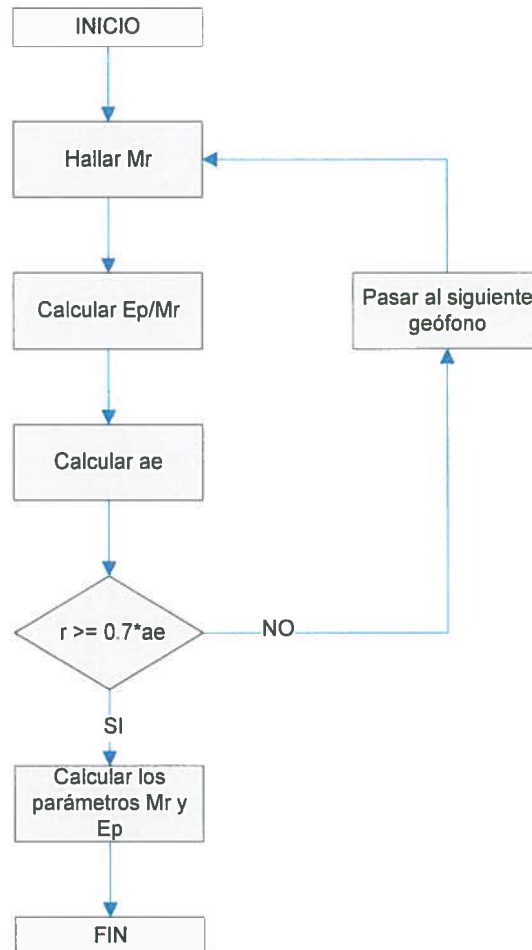 INICIO
Hallar Mr
Calcular Ep/Mr
Pasar al siguiente
geófono
Calcular ae
r >= 0.7*ae
NO
SI
Calcular los
parámetros Mr y
Ep
FIN